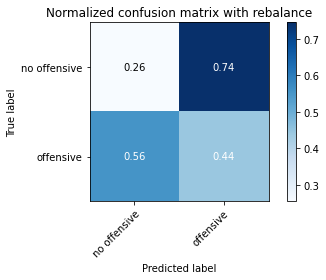 Normalized confusion matrix with rebalance
True label
no offensive
offensive
0.26
0.74
0.56
0.44
no offensive
offensive
Predicted label
0.7
0.6
0.5
0.4
0.3